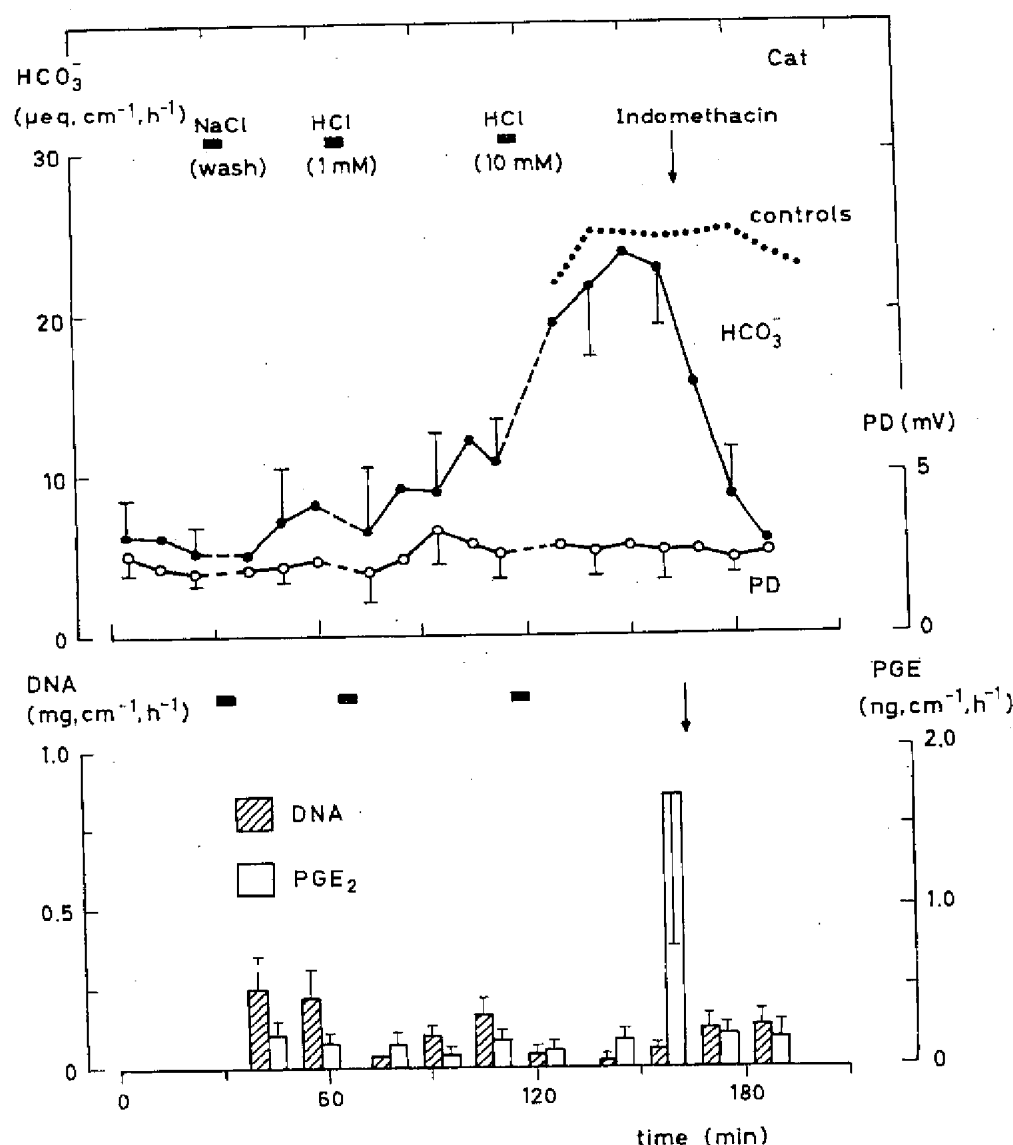 Cat
HCO₃⁻
(μeq, cm⁻¹, h⁻¹)
NaCl
(wash)
HCl
(1 mM)
HCl
(10 mM)
Indomethacin
30
controls
20
HCO₃⁻
PD (mV)
10
5
PD
0
0
DNA
(mg, cm⁻¹, h⁻¹)
PGE
(ng, cm⁻¹, h⁻¹)
1.0
2.0
DNA
PGE₂
0.5
1.0
0
0
0
60
120
180
time (min)